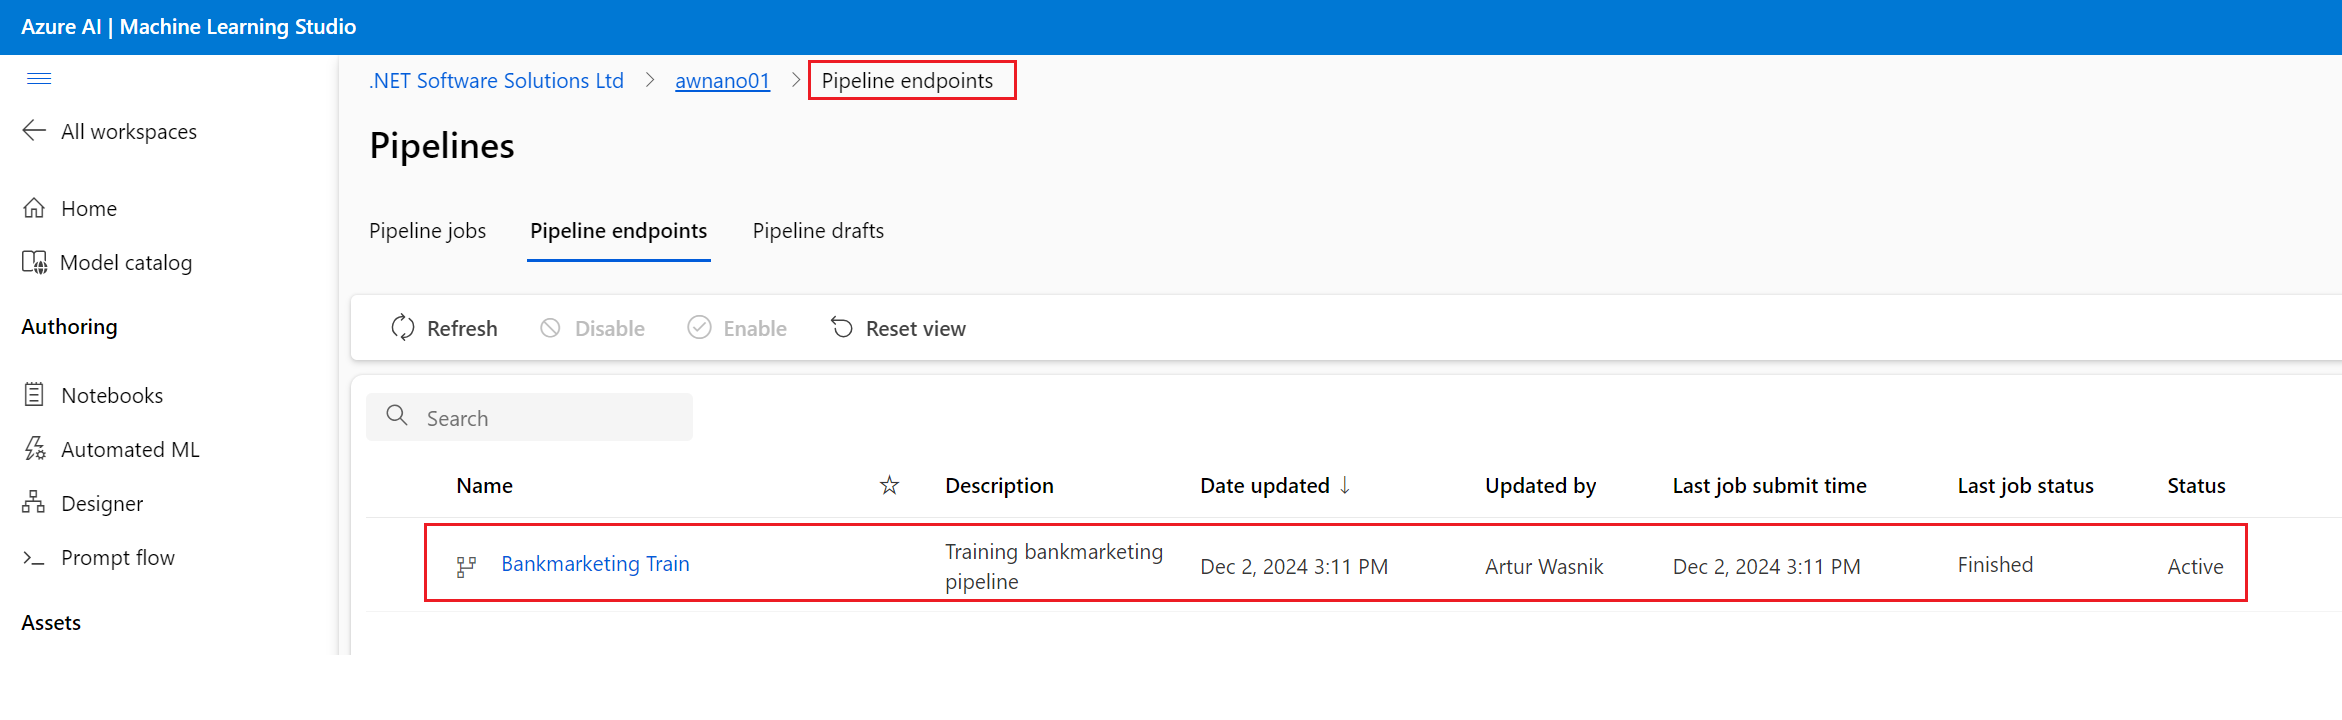 Azure AI | Machine Learning Studio
.NET Software Solutions Ltd > awnano01 > Pipeline endpoints
All workspaces
Pipelines
Home
Pipeline jobs Pipeline endpoints Pipeline drafts
Model catalog
Authoring
Refresh Disable Enable Reset view
Notebooks
Search
Automated ML
Name Description Date updated ↓ Updated by Last job submit time Last job status Status
Designer
Prompt flow
Bankmarketing Train Training bankmarketing Dec 2, 2024 3:11 PM Artur Wasnik Dec 2, 2024 3:11 PM Finished Active
pipeline
Assets